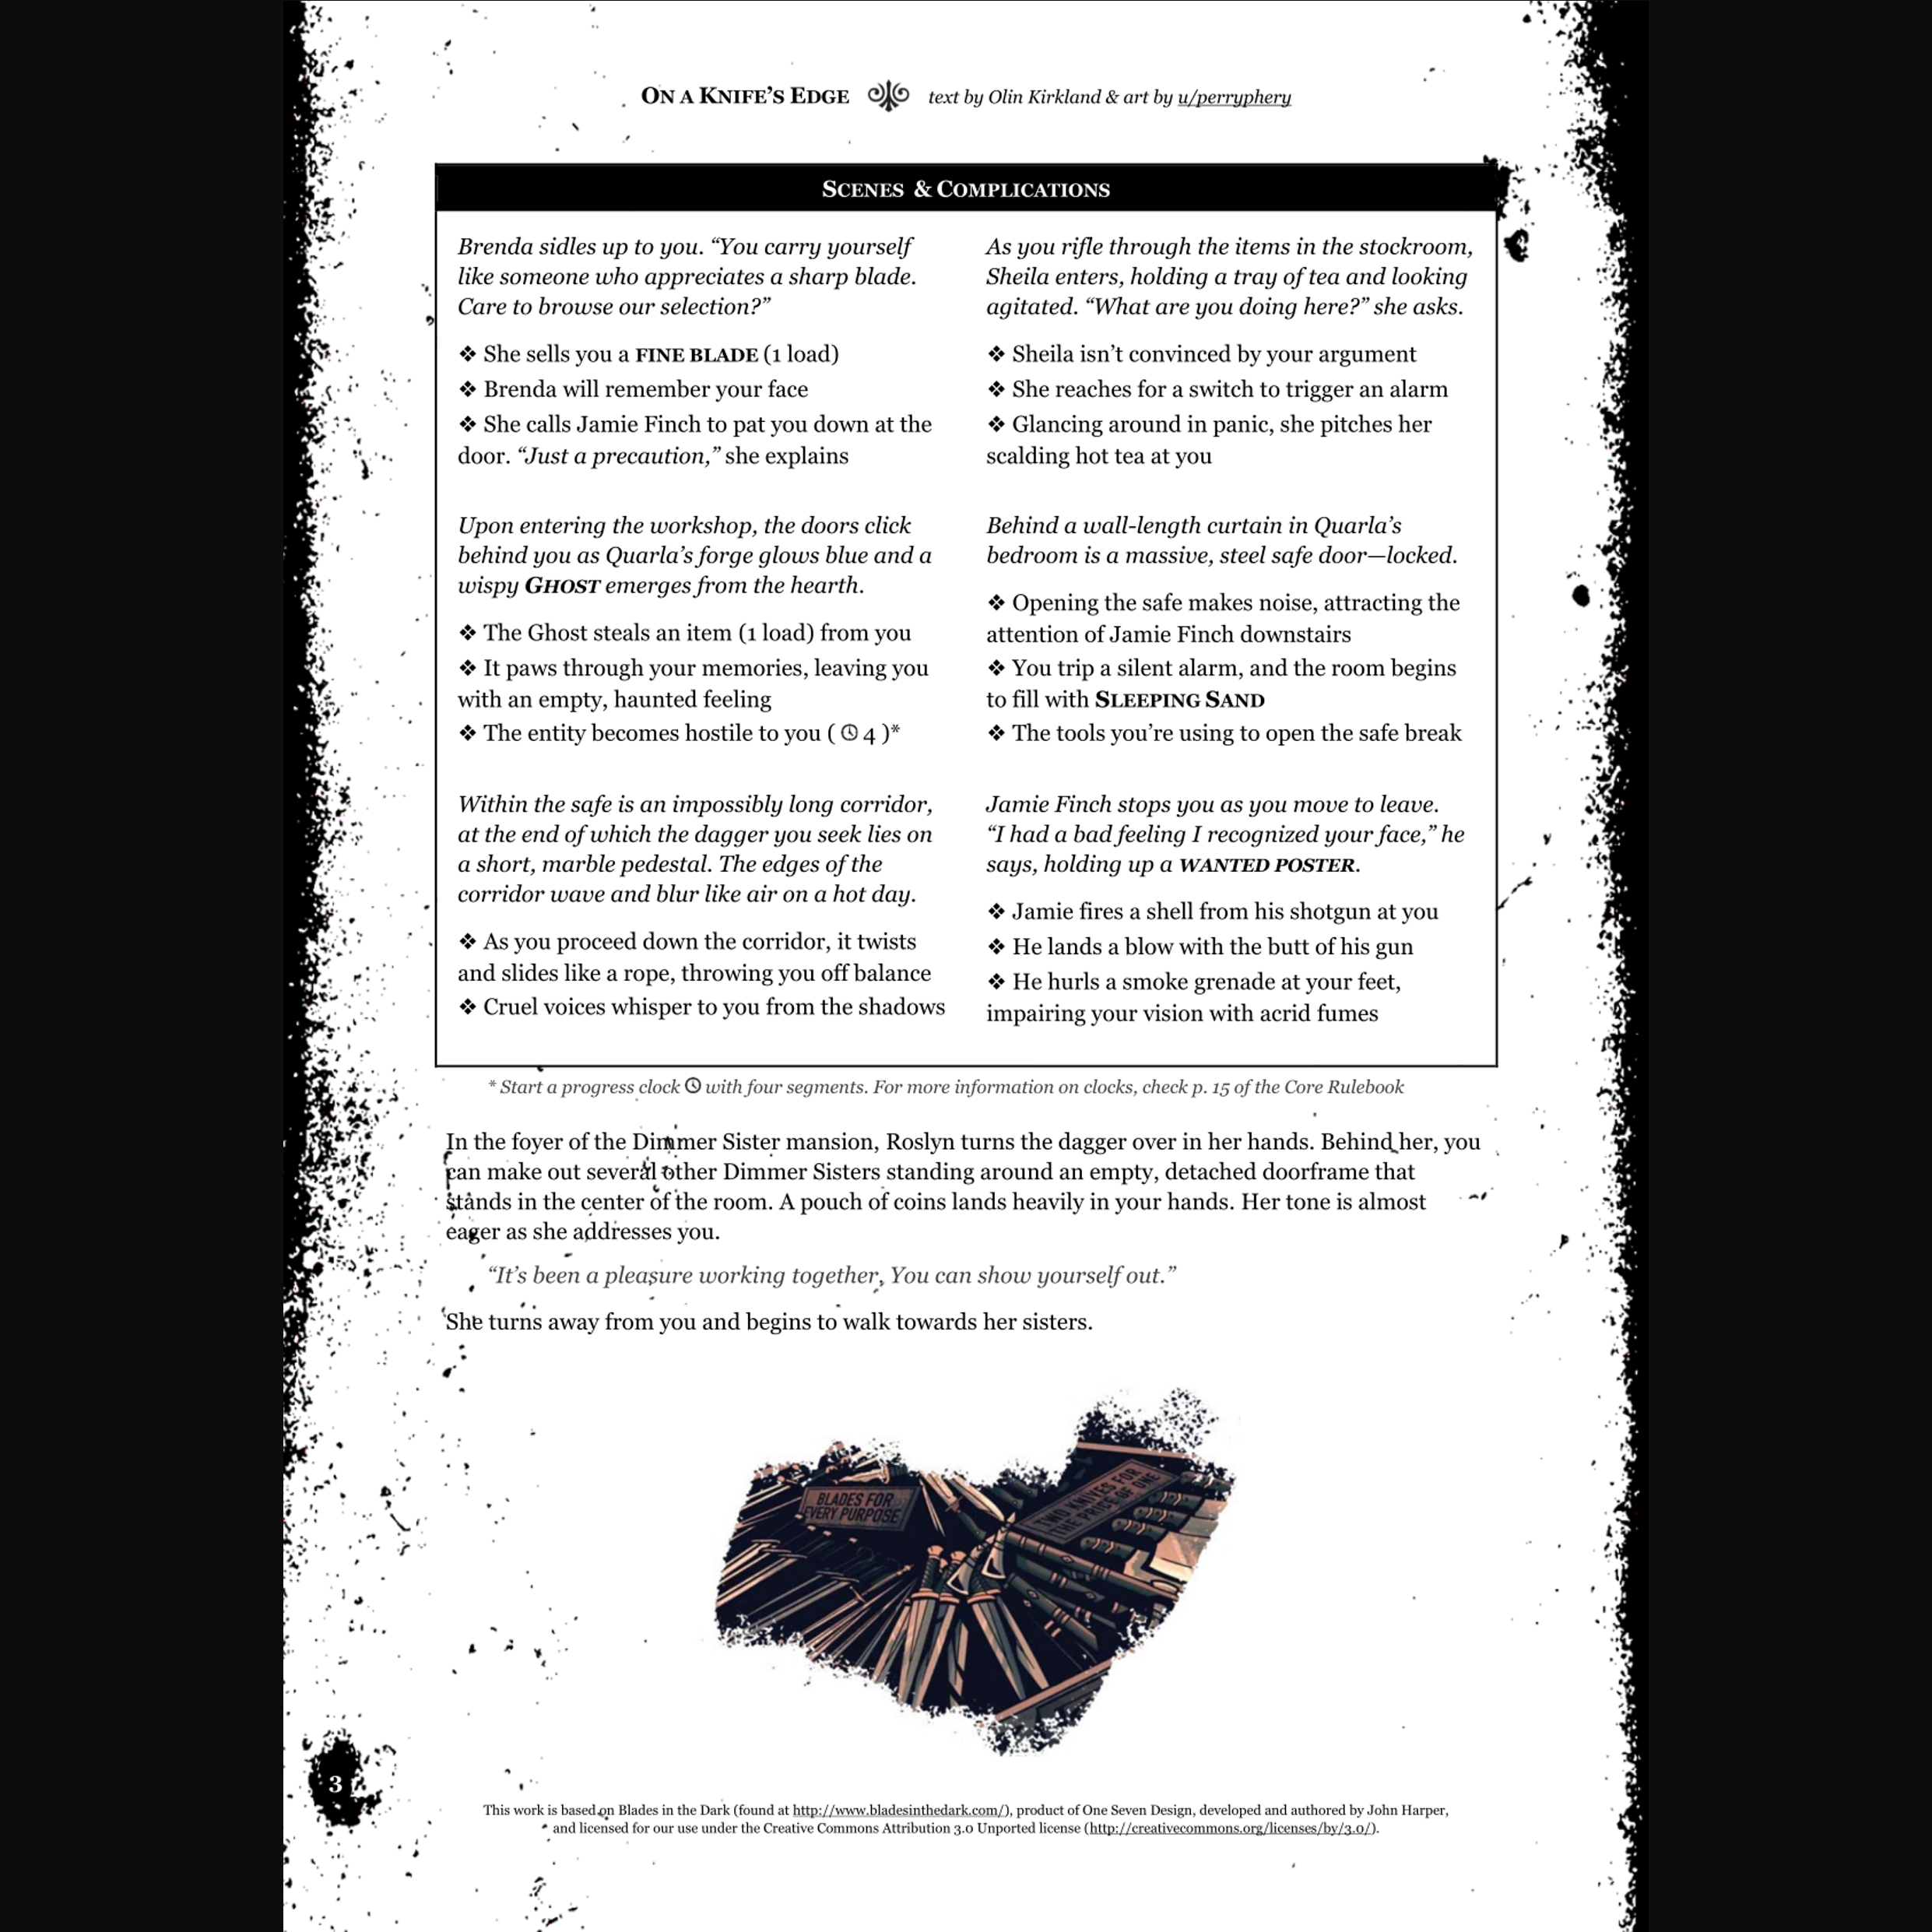 ON A KNIFE'S EDGE text by Olin Kirkland & art by u/perryphery
SCENES & COMPLICATIONS
Brenda sidles up to you. “You carry yourself
like someone who appreciates a sharp blade.
Care to browse our selection?”
❖ She sells you a FINE BLADE (1 load)
❖ Brenda will remember your face
❖ She calls Jamie Finch to pat you down at the
door. “Just a precaution,” she explains
Upon entering the workshop, the doors click
behind you as Quarla’s forge glows blue and a
wispy GHOST emerges from the hearth.
❖ The Ghost steals an item (1 load) from you
❖ It paws through your memories, leaving you
with an empty, haunted feeling
❖ The entity becomes hostile to you ( 🕓 4 )*
Within the safe is an impossibly long corridor,
at the end of which the dagger you seek lies on
a short, marble pedestal. The edges of the
corridor wave and blur like air on a hot day.
❖ As you proceed down the corridor, it twists
and slides like a rope, throwing you off balance
❖ Cruel voices whisper to you from the shadows
As you rifle through the items in the stockroom,
Sheila enters, holding a tray of tea and looking
agitated. “What are you doing here?” she asks.
❖ Sheila isn’t convinced by your argument
❖ She reaches for a switch to trigger an alarm
❖ Glancing around in panic, she pitches her
scalding hot tea at you
Behind a wall-length curtain in Quarla’s
bedroom is a massive, steel safe door—locked.
❖ Opening the safe makes noise, attracting the
attention of Jamie Finch downstairs
❖ You trip a silent alarm, and the room begins
to fill with SLEEPING SAND
❖ The tools you’re using to open the safe break
Jamie Finch stops you as you move to leave.
“I had a bad feeling I recognized your face,” he
says, holding up a WANTED POSTER.
❖ Jamie fires a shell from his shotgun at you
❖ He lands a blow with the butt of his gun
❖ He hurls a smoke grenade at your feet,
impairing your vision with acrid fumes
* Start a progress clock 🕓 with four segments. For more information on clocks, check p. 15 of the Core Rulebook
In the foyer of the Dimmer Sister mansion, Roslyn turns the dagger over in her hands. Behind her, you
can make out several other Dimmer Sisters standing around an empty, detached doorframe that
stands in the center of the room. A pouch of coins lands heavily in your hands. Her tone is almost
eager as she addresses you.
“It’s been a pleasure working together, You can show yourself out.”
She turns away from you and begins to walk towards her sisters.
BLADES FOR
EVERY PURPOSE
TWO KNIVES FOR
THE PRICE OF ONE
3
This work is based on Blades in the Dark (found at http://www.bladesinthedark.com/), product of One Seven Design, developed and authored by John Harper,
and licensed for our use under the Creative Commons Attribution 3.0 Unported license (http://creativecommons.org/licenses/by/3.0/).